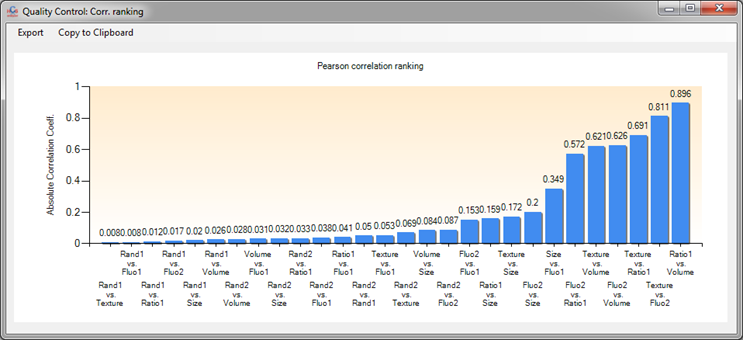 Quality Control: Corr. ranking
Export Copy to Clipboard
Pearson correlation ranking
Absolute Correlation Coeff.
1
0.8
0.6
0.4
0.2
0
0.008 0.008 0.012 0.017 0.02 0.026 0.028 0.031 0.032 0.033 0.038 0.041 0.05 0.053 0.069 0.084 0.087 0.153 0.159 0.172 0.2 0.349 0.572 0.621 0.626 0.691 0.811 0.896
Rand1 Rand1 Rand1 Volume Rand2 Ratio1 Texture Volume Fluo2 Texture Size Texture Texture Ratio1
vs. vs. vs. vs. vs. vs. vs. vs. vs. vs. vs. vs. vs. vs.
Fluo1 Fluo2 Volume Fluo1 Ratio1 Fluo1 Fluo1 Size Fluo1 Size Fluo1 Volume Ratio1 Volume
Rand1 Rand1 Rand1 Rand2 Rand2 Rand2 Rand2 Rand2 Rand2 Ratio1 Fluo2 Fluo2 Fluo2 Texture
vs. vs. vs. vs. vs. vs. vs. vs. vs. vs. vs. vs. vs. vs.
Texture Ratio1 Size Volume Size Fluo1 Rand1 Texture Fluo2 Size Size Ratio1 Volume Fluo2